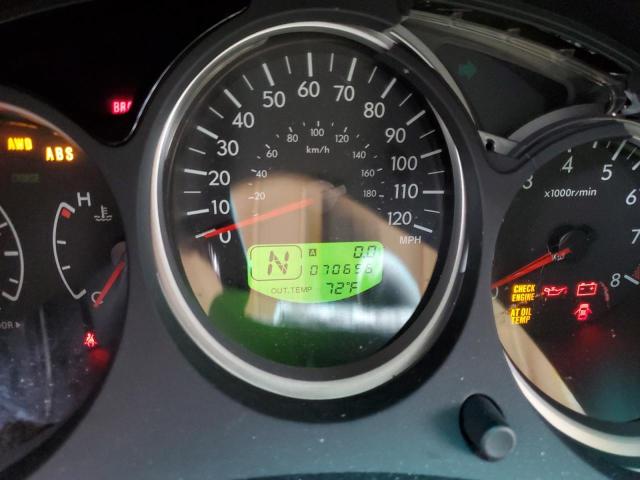 BR
AWD
ABS
CRUISE
H
C
0
10
20
30
40
50
60
70
80
90
100
110
120
MPH
20
40
60
80
100
120
140
160
180
km/h
N
A 0.0
070656
OUT.TEMP 72°F
3
4
5
6
7
8
x1000r/min
CHECK ENGINE
AT OIL TEMP